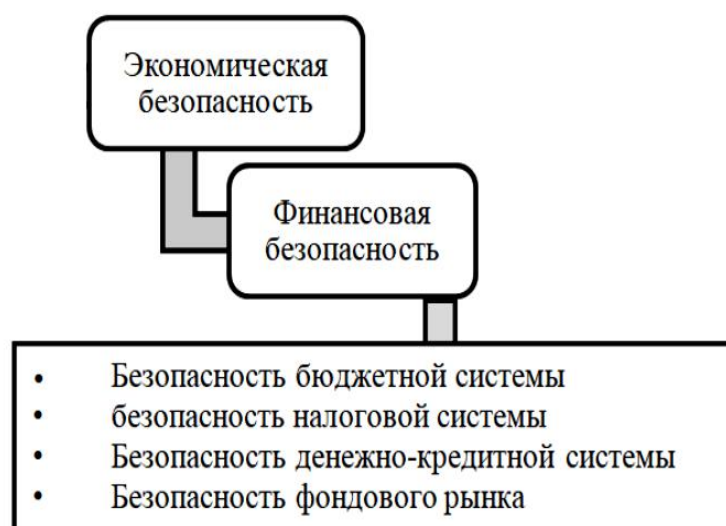 Экономическая
безопасность
Финансовая
безопасность
• Безопасность бюджетной системы
• безопасность налоговой системы
• Безопасность денежно-кредитной системы
• Безопасность фондового рынка